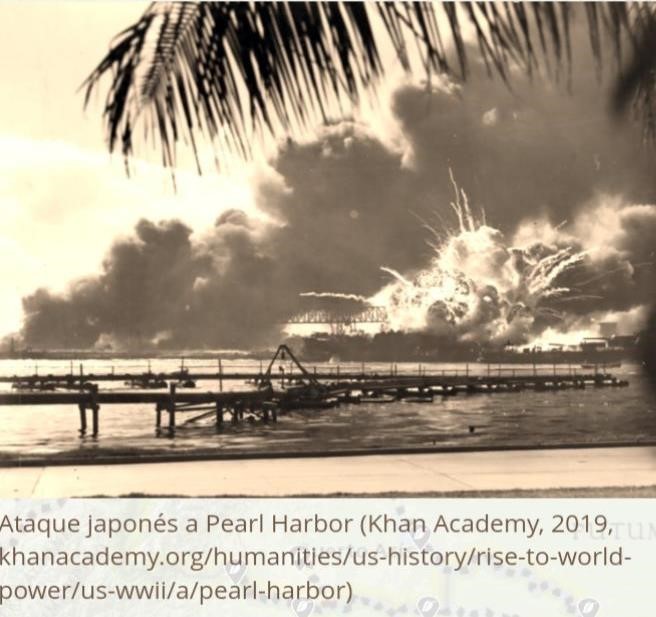 Ataque japonés a Pearl Harbor (Khan Academy, 2019,
khanacademy.org/humanities/us-history/rise-to-world-
power/us-wwii/a/pearl-harbor)